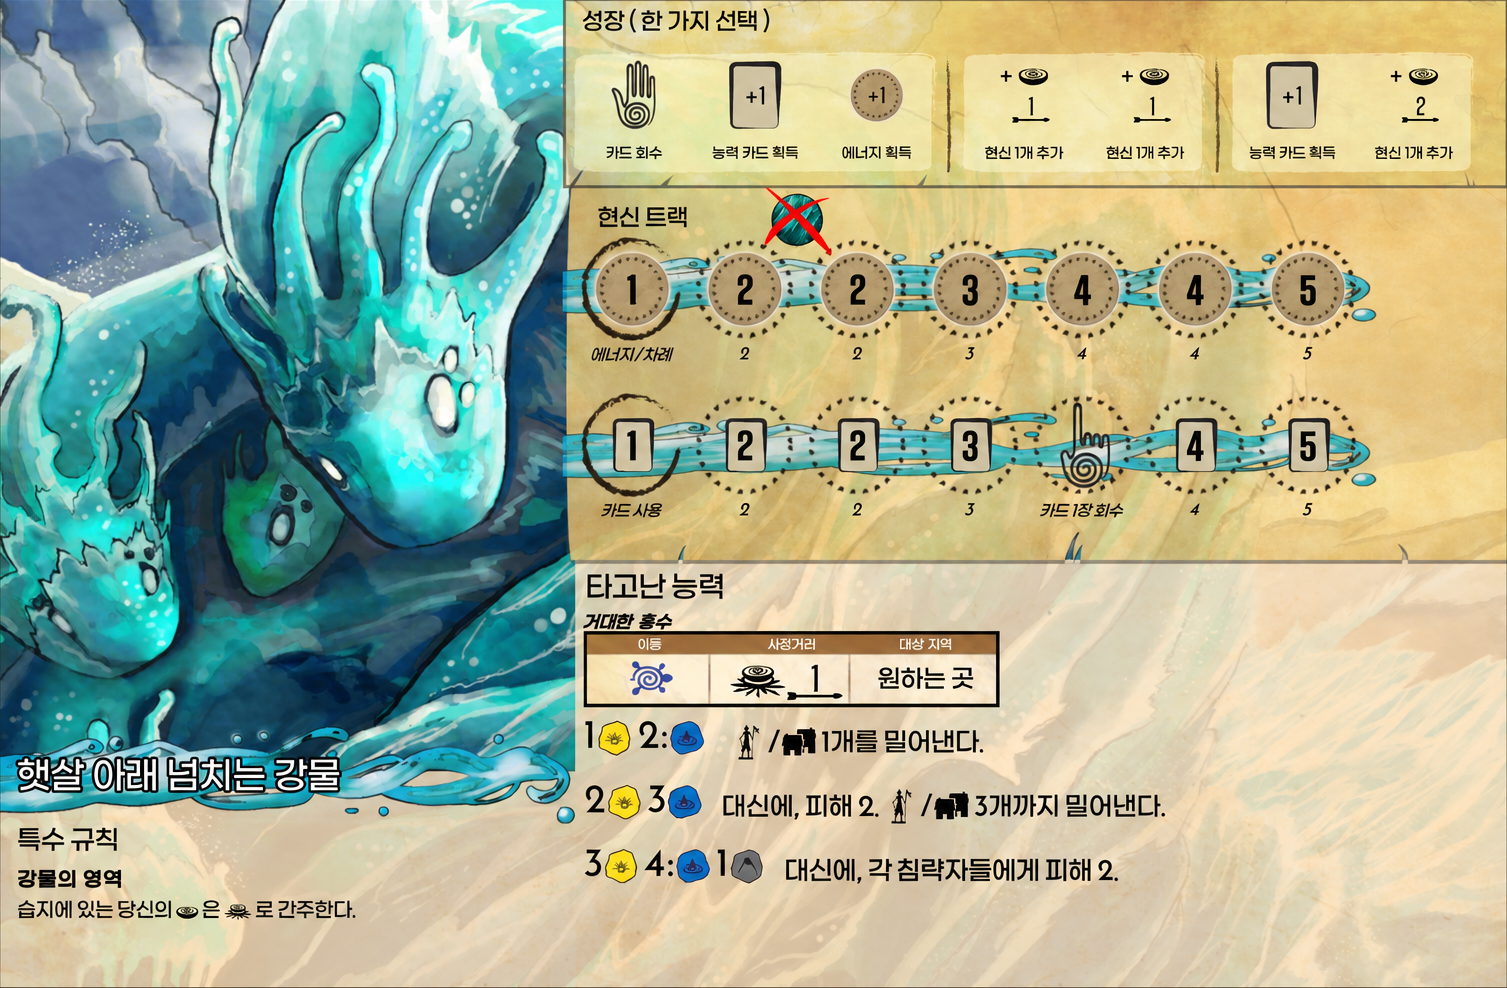 성장 ( 한 가지 선택 )
+1 +1 + 1 + 1 +1 + 2
카드 회수 능력 카드 획득 에너지 획득 현신 1개 추가 현신 1개 추가 능력 카드 획득 현신 1개 추가
현신 트랙
1 2 2 3 4 4 5
에너지/차례 2 2 3 4 4 5
1 2 2 3 4 5
카드 사용 2 2 3 카드 1장 회수 4 5
타고난 능력
거대한 홍수
이동 사정거리 대상 지역
1 원하는 곳
1 2: / 1개를 밀어낸다.
2 3 대신에, 피해 2. / 3개까지 밀어낸다.
3 4: 1 대신에, 각 침략자들에게 피해 2.
햇살 아래 넘치는 강물
특수 규칙
강물의 영역
습지에 있는 당신의 은 로 간주한다.